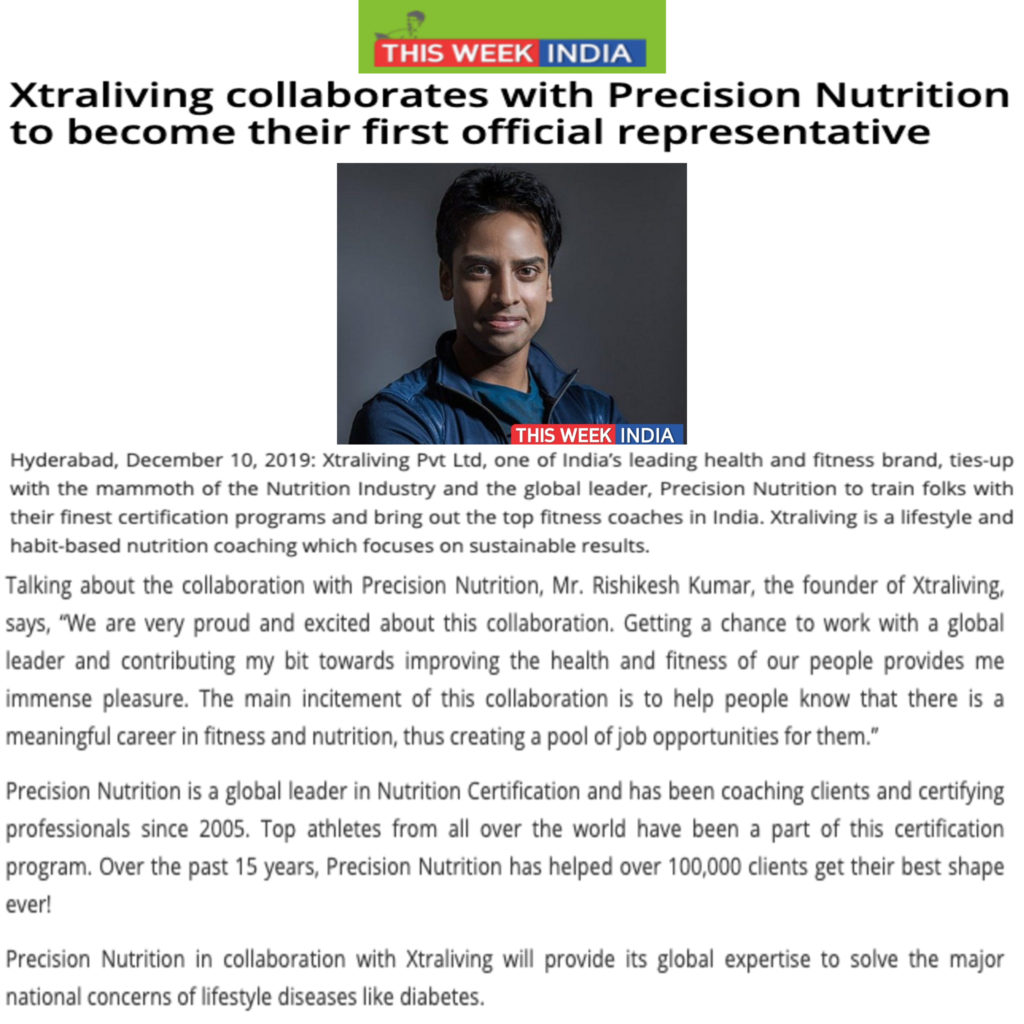 THIS WEEK INDIA
Xtraliving collaborates with Precision Nutrition
to become their first official representative
THIS WEEK INDIA
Hyderabad, December 10, 2019: Xtraliving Pvt Ltd, one of India’s leading health and fitness brand, ties-up
with the mammoth of the Nutrition Industry and the global leader, Precision Nutrition to train folks with
their finest certification programs and bring out the top fitness coaches in India. Xtraliving is a lifestyle and
habit-based nutrition coaching which focuses on sustainable results.
Talking about the collaboration with Precision Nutrition, Mr. Rishikesh Kumar, the founder of Xtraliving,
says, “We are very proud and excited about this collaboration. Getting a chance to work with a global
leader and contributing my bit towards improving the health and fitness of our people provides me
immense pleasure. The main incitement of this collaboration is to help people know that there is a
meaningful career in fitness and nutrition, thus creating a pool of job opportunities for them.”
Precision Nutrition is a global leader in Nutrition Certification and has been coaching clients and certifying
professionals since 2005. Top athletes from all over the world have been a part of this certification
program. Over the past 15 years, Precision Nutrition has helped over 100,000 clients get their best shape
ever!
Precision Nutrition in collaboration with Xtraliving will provide its global expertise to solve the major
national concerns of lifestyle diseases like diabetes.